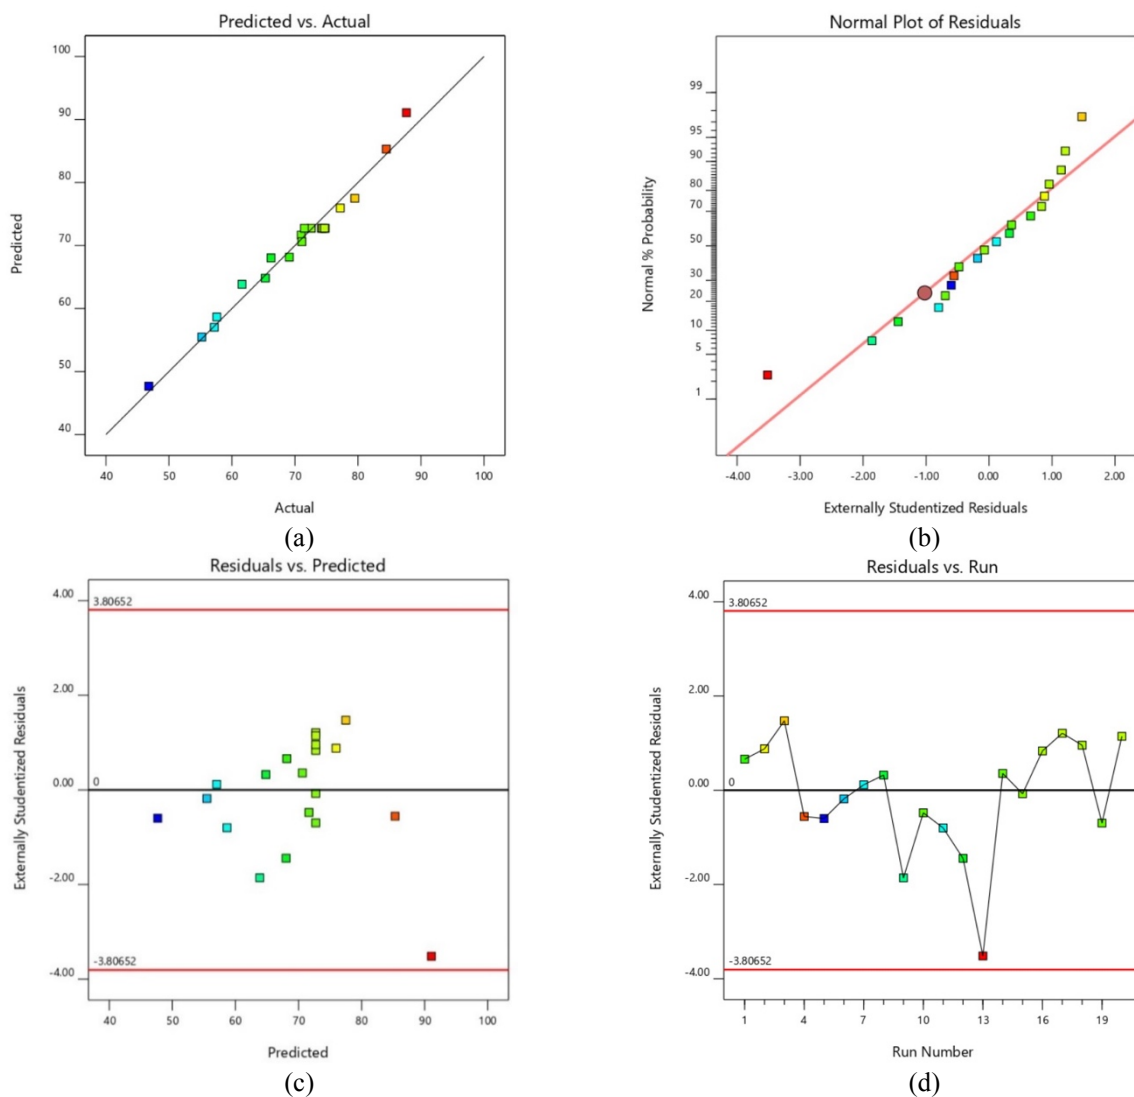 Predicted vs. Actual
100
90
80
70
60
50
40
Predicted
40 50 60 70 80 90 100
Actual
(a)
Normal Plot of Residuals
99
95
90
80
70
50
30
20
10
5
1
Normal % Probability
-4.00 -3.00 -2.00 -1.00 0.00 1.00 2.00
Externally Studentized Residuals
(b)
Residuals vs. Predicted
4.00
3.80652
2.00
0.00
0
-2.00
-3.80652
-4.00
Externally Studentized Residuals
40 50 60 70 80 90 100
Predicted
(c)
Residuals vs. Run
4.00
3.80652
2.00
0.00
0
-2.00
-3.80652
-4.00
Externally Studentized Residuals
1 4 7 10 13 16 19
Run Number
(d)